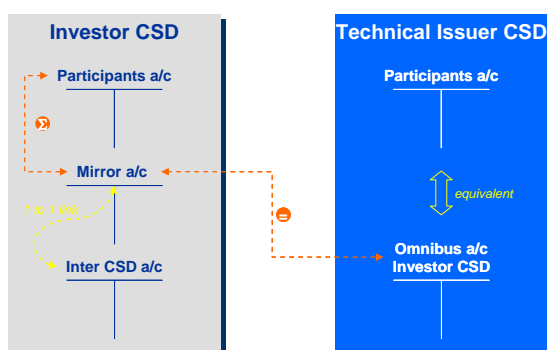 Investor CSD
Participants a/c
Σ
Mirror a/c
Inter CSD a/c
=
Technical Issuer CSD
Participants a/c
equivalent
Omnibus a/c
Investor CSD